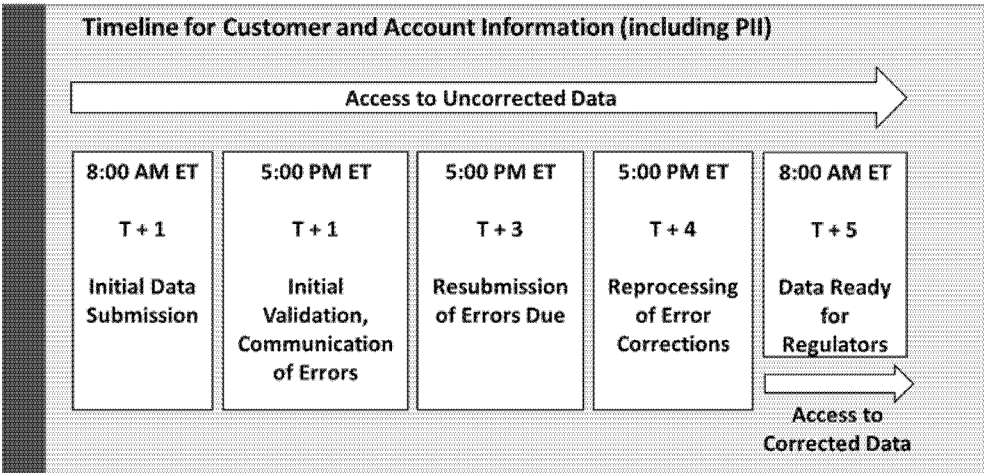 Timeline for Customer and Account Information (including PII)
Access to Uncorrected Data
8:00 AM ET
T + 1
Initial Data
Submission
5:00 PM ET
T + 1
Initial
Validation,
Communication
of Errors
5:00 PM ET
T + 3
Resubmission
of Errors Due
5:00 PM ET
T + 4
Reprocessing
of Error
Corrections
8:00 AM ET
T + 5
Data Ready
for
Regulators
Access to
Corrected Data